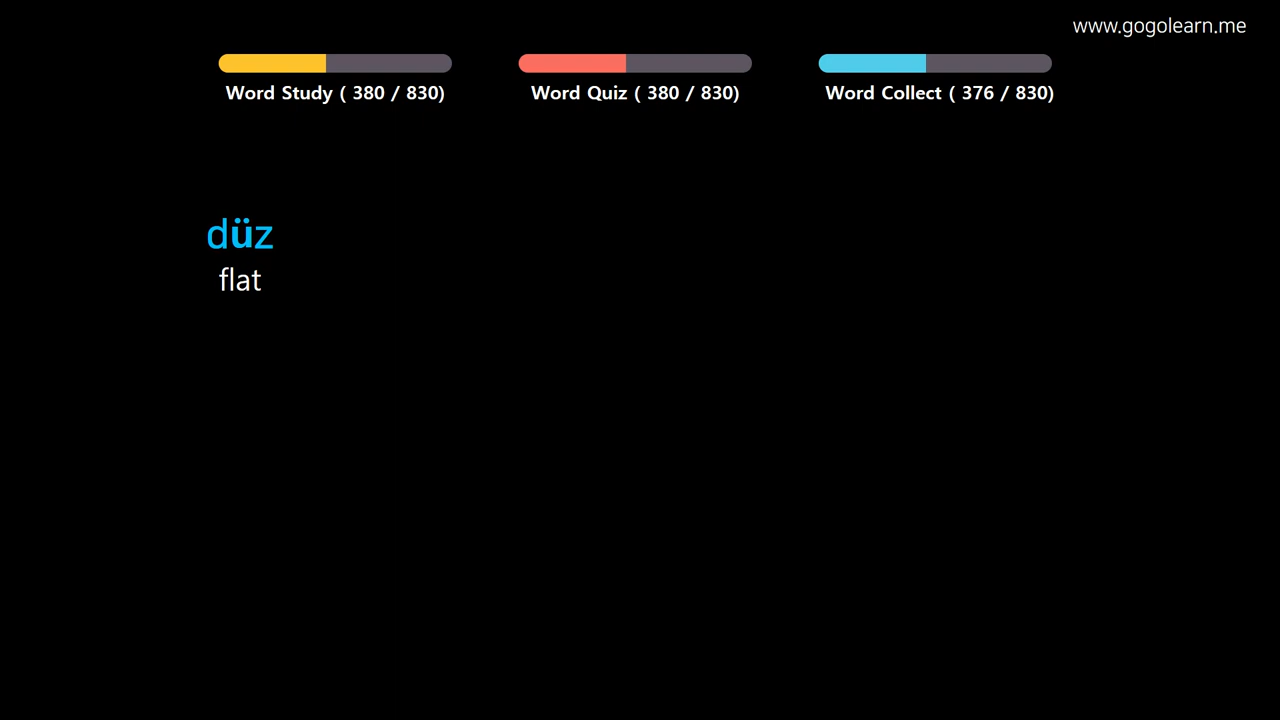 www.gogolearn.me
Word Study ( 380 / 830)
Word Quiz ( 380 / 830)
Word Collect ( 376 / 830)
düz
flat